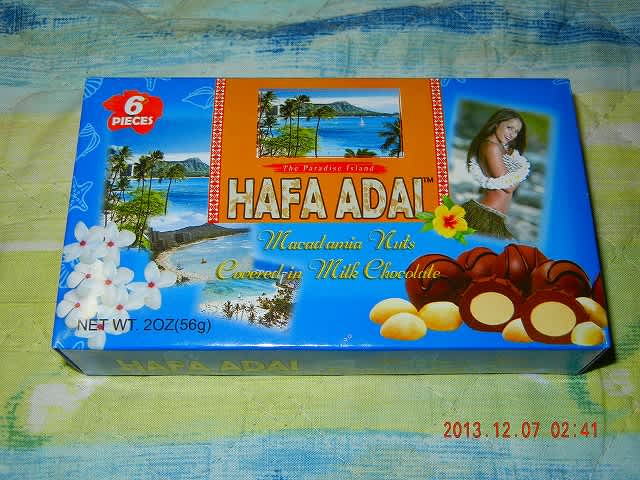 6
PIECES
The Paradise Island
HAFA ADAI™
Macadamia Nuts
Covered in Milk Chocolate
NET WT. 2OZ(56g)
HAFA ADAI
2013.12.07 02:41